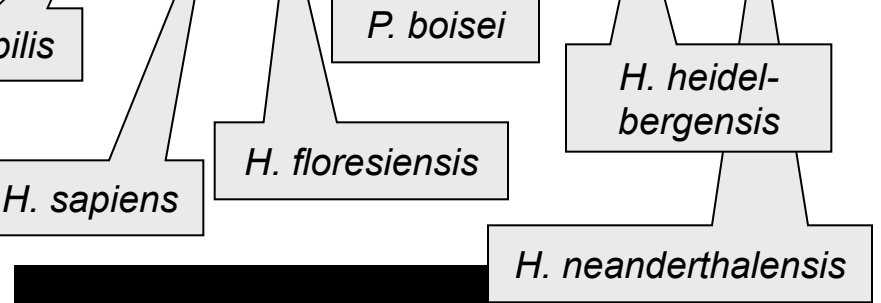 P. boisei
H. heidel-
bergensis
H. floresiensis
H. sapiens
H. neanderthalensis